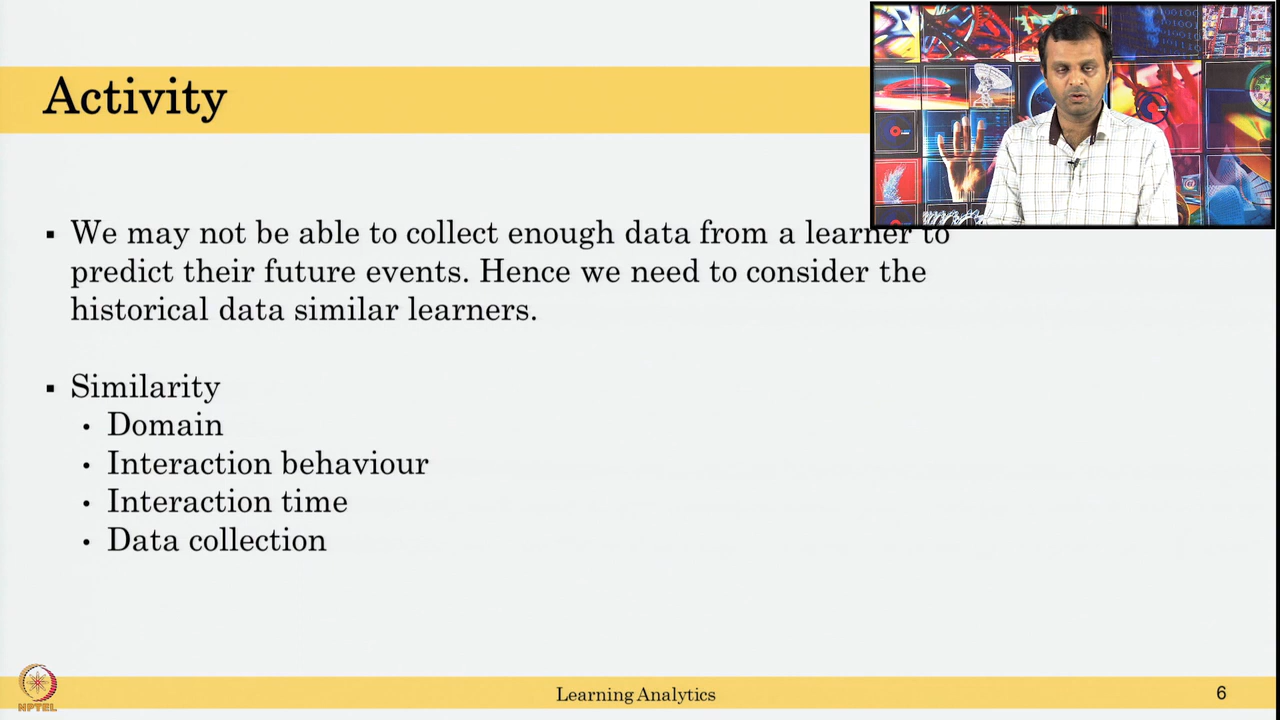 Activity
▪ We may not be able to collect enough data from a learner to
predict their future events. Hence we need to consider the
historical data similar learners.
▪ Similarity
• Domain
• Interaction behaviour
• Interaction time
• Data collection
NPTEL
Learning Analytics
6